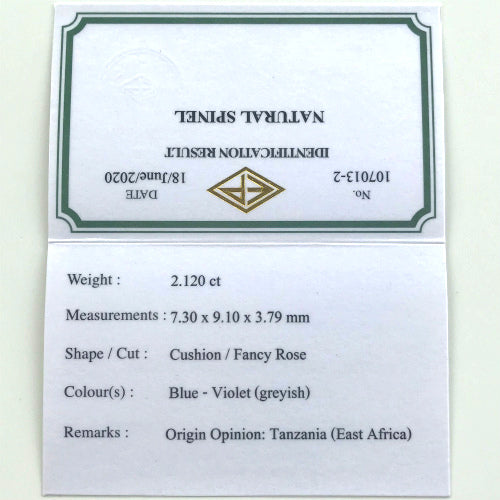 No. 107013-2
DATE 18/June/2020
IDENTIFICATION RESULT
NATURAL SPINEL
Weight : 2.120 ct
Measurements : 7.30 x 9.10 x 3.79 mm
Shape / Cut : Cushion / Fancy Rose
Colour(s) : Blue - Violet (greyish)
Remarks : Origin Opinion: Tanzania (East Africa)